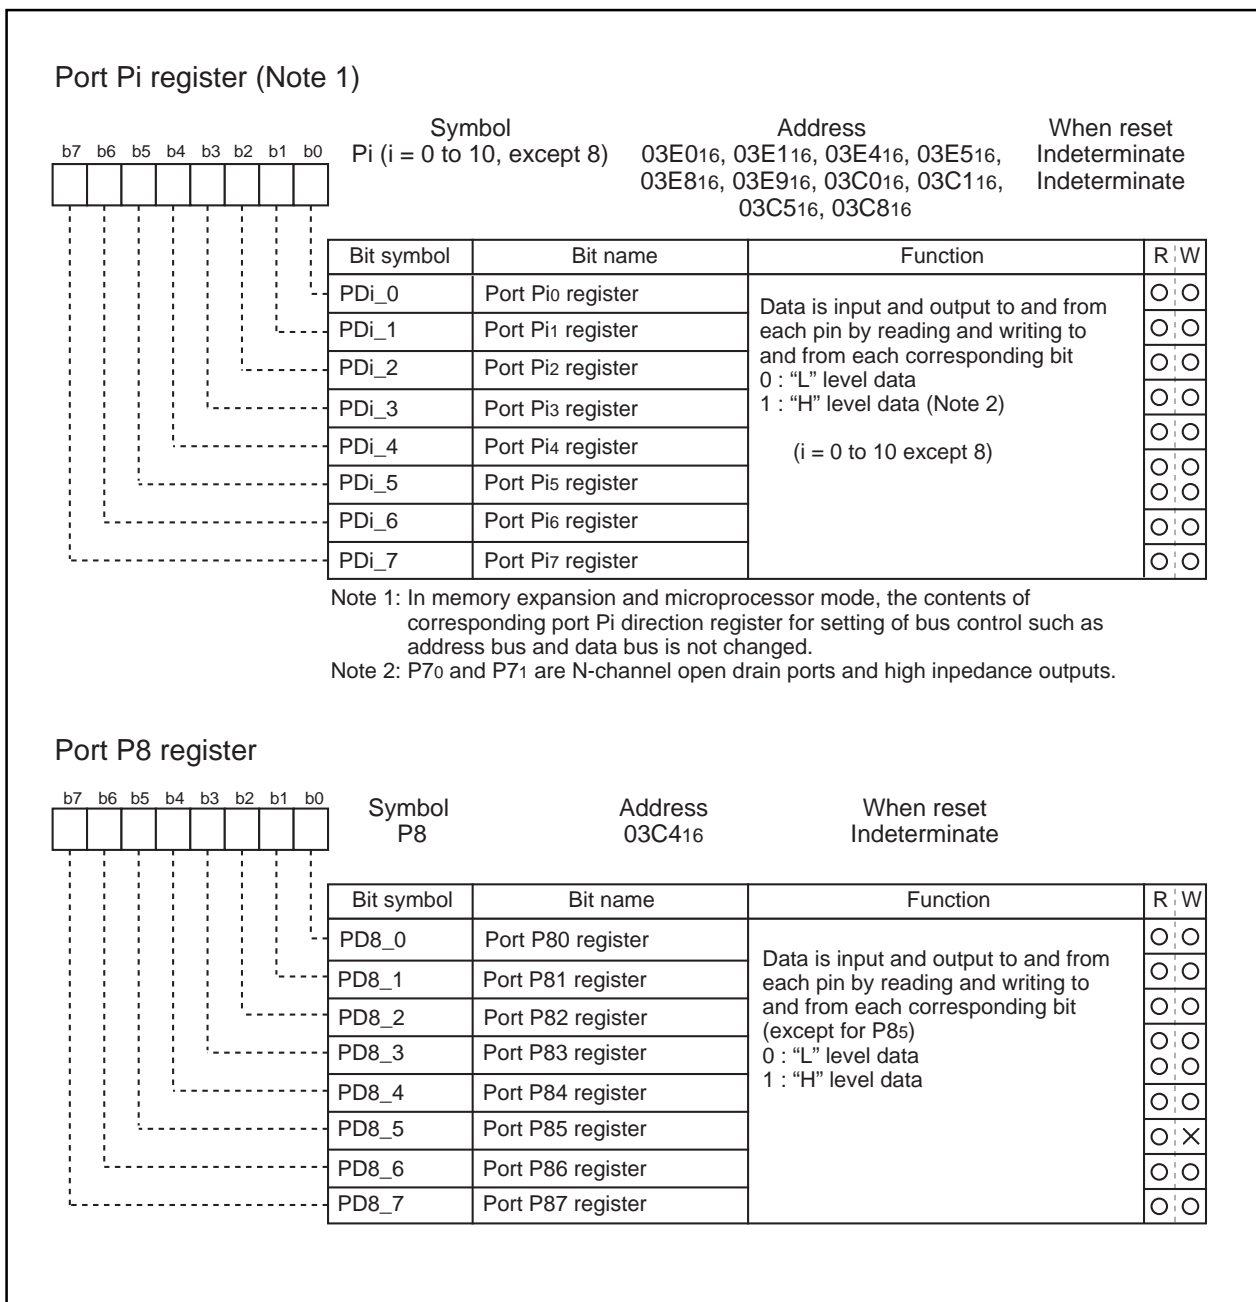 Port Pi register (Note 1)
Symbol Address When reset
b7 b6 b5 b4 b3 b2 b1 b0 Pi (i = 0 to 10, except 8) 03E016, 03E116, 03E416, 03E516, Indeterminate
03E816, 03E916, 03C016, 03C116, Indeterminate
03C516, 03C816
Bit symbol Bit name Function R W
PDi_0 Port Pi0 register
PDi_1 Port Pi1 register
PDi_2 Port Pi2 register
PDi_3 Port Pi3 register
PDi_4 Port Pi4 register
PDi_5 Port Pi5 register
PDi_6 Port Pi6 register
PDi_7 Port Pi7 register
Data is input and output to and from
each pin by reading and writing to
and from each corresponding bit
0 : “L” level data
1 : “H” level data (Note 2)
(i = 0 to 10 except 8)
Note 1: In memory expansion and microprocessor mode, the contents of
corresponding port Pi direction register for setting of bus control such as
address bus and data bus is not changed.
Note 2: P70 and P71 are N-channel open drain ports and high inpedance outputs.
Port P8 register
b7 b6 b5 b4 b3 b2 b1 b0
Symbol Address When reset
P8 03C416 Indeterminate
Bit symbol Bit name Function R W
PD8_0 Port P80 register
PD8_1 Port P81 register
PD8_2 Port P82 register
PD8_3 Port P83 register
PD8_4 Port P84 register
PD8_5 Port P85 register
PD8_6 Port P86 register
PD8_7 Port P87 register
Data is input and output to and from
each pin by reading and writing to
and from each corresponding bit
(except for P85)
0 : “L” level data
1 : “H” level data